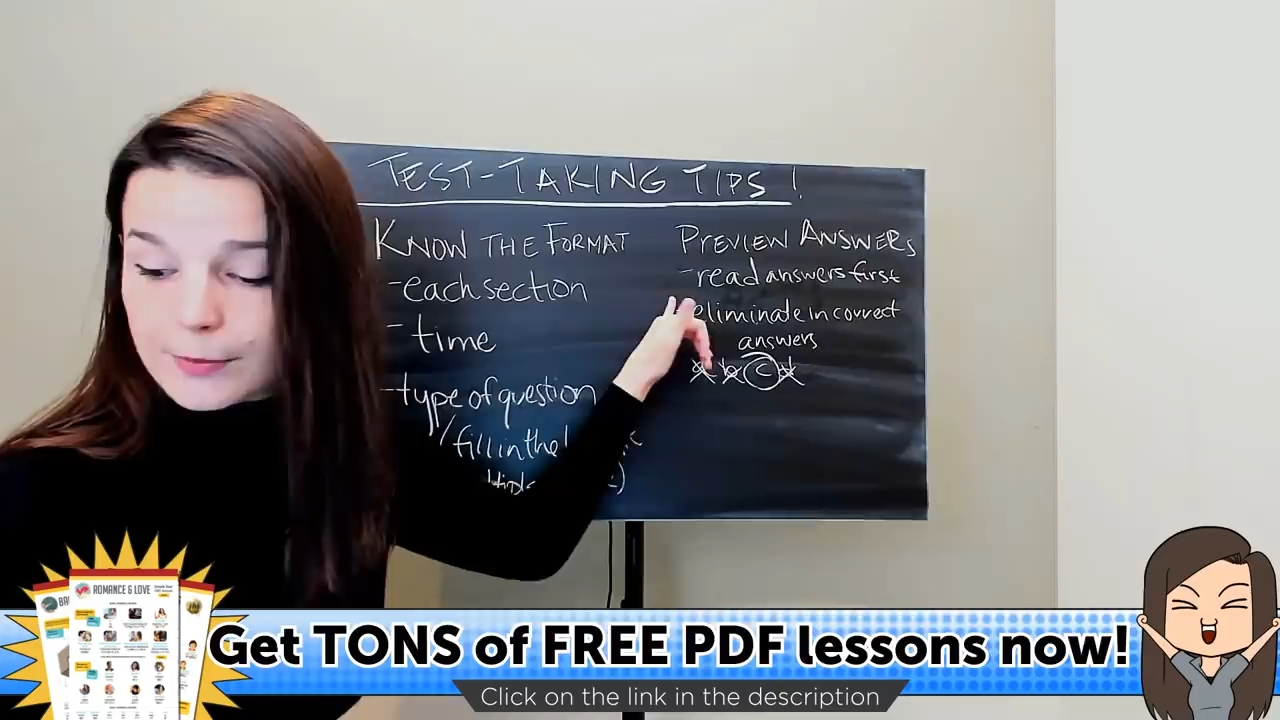 TEST-TAKING TIPS!
KNOW THE FORMAT
-each section
-time
-type of question
/fill in the
PREVIEW ANSWERS
-read answers first
eliminate incorrect
answers
a b c d
ROMANCE & LOVE
Get TONS of FREE PDF lessons now!
Click on the link in the description